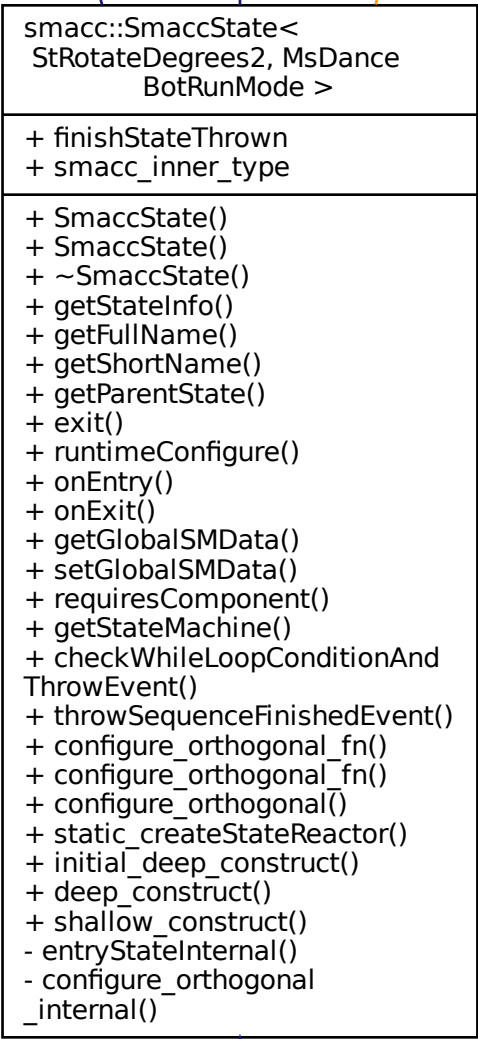 smacc::SmaccState<
StRotateDegrees2, MsDance
BotRunMode >
+ finishStateThrown
+ smacc_inner_type
+ SmaccState()
+ SmaccState()
+ ~SmaccState()
+ getStateInfo()
+ getFullName()
+ getShortName()
+ getParentState()
+ exit()
+ runtimeConfigure()
+ onEntry()
+ onExit()
+ getGlobalSMData()
+ setGlobalSMData()
+ requiresComponent()
+ getStateMachine()
+ checkWhileLoopConditionAnd
ThrowEvent()
+ throwSequenceFinishedEvent()
+ configure_orthogonal_fn()
+ configure_orthogonal_fn()
+ configure_orthogonal()
+ static_createStateReactor()
+ initial_deep_construct()
+ deep_construct()
+ shallow_construct()
- entryStateInternal()
- configure_orthogonal
_internal()